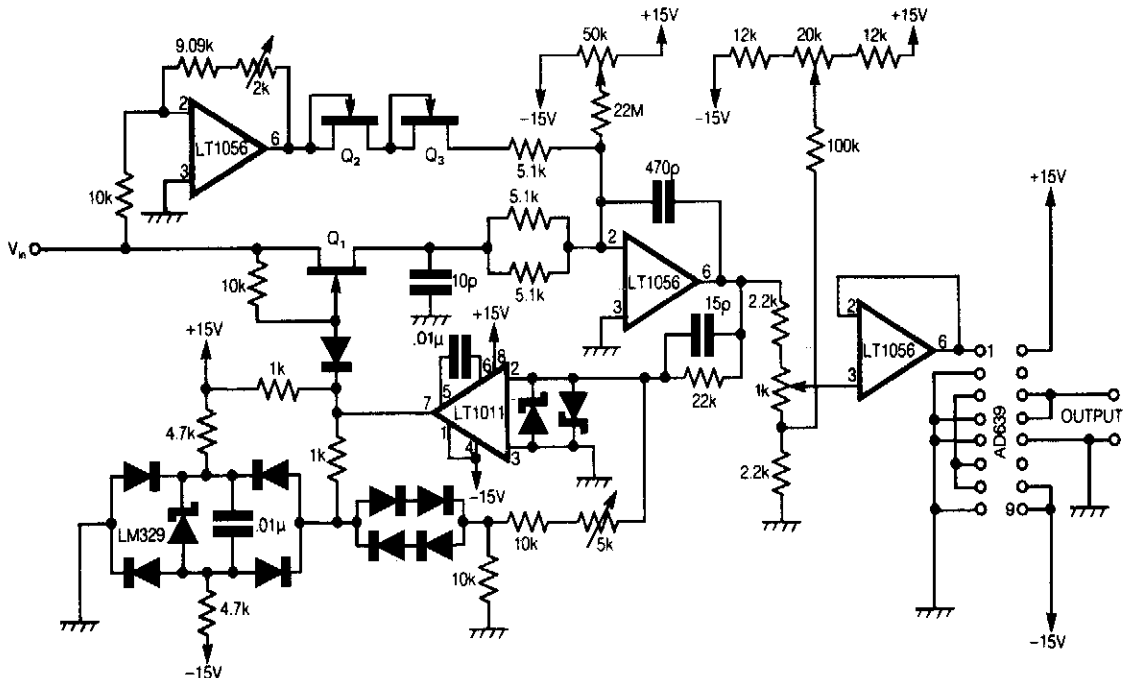 +15V
+15V
50k
12k
20k
12k
9.09k
2k
-15V
-15V
2
LT1056
6
3
22M
100k
Q2
Q3
5.1k
10k
470p
+15V
Vin
Q1
5.1k
2
10k
10p
5.1k
LT1056
6
3
15p
2.2k
+15V
+15V
.01μ
2
LT1056
6
1
3
1k
6
8
2
5
7
LT1011
1k
22k
OUTPUT
4.7k
1
4
3
AD639
1k
-15V
2.2k
LM329
.01μ
10k
5k
9
10k
4.7k
-15V
-15V